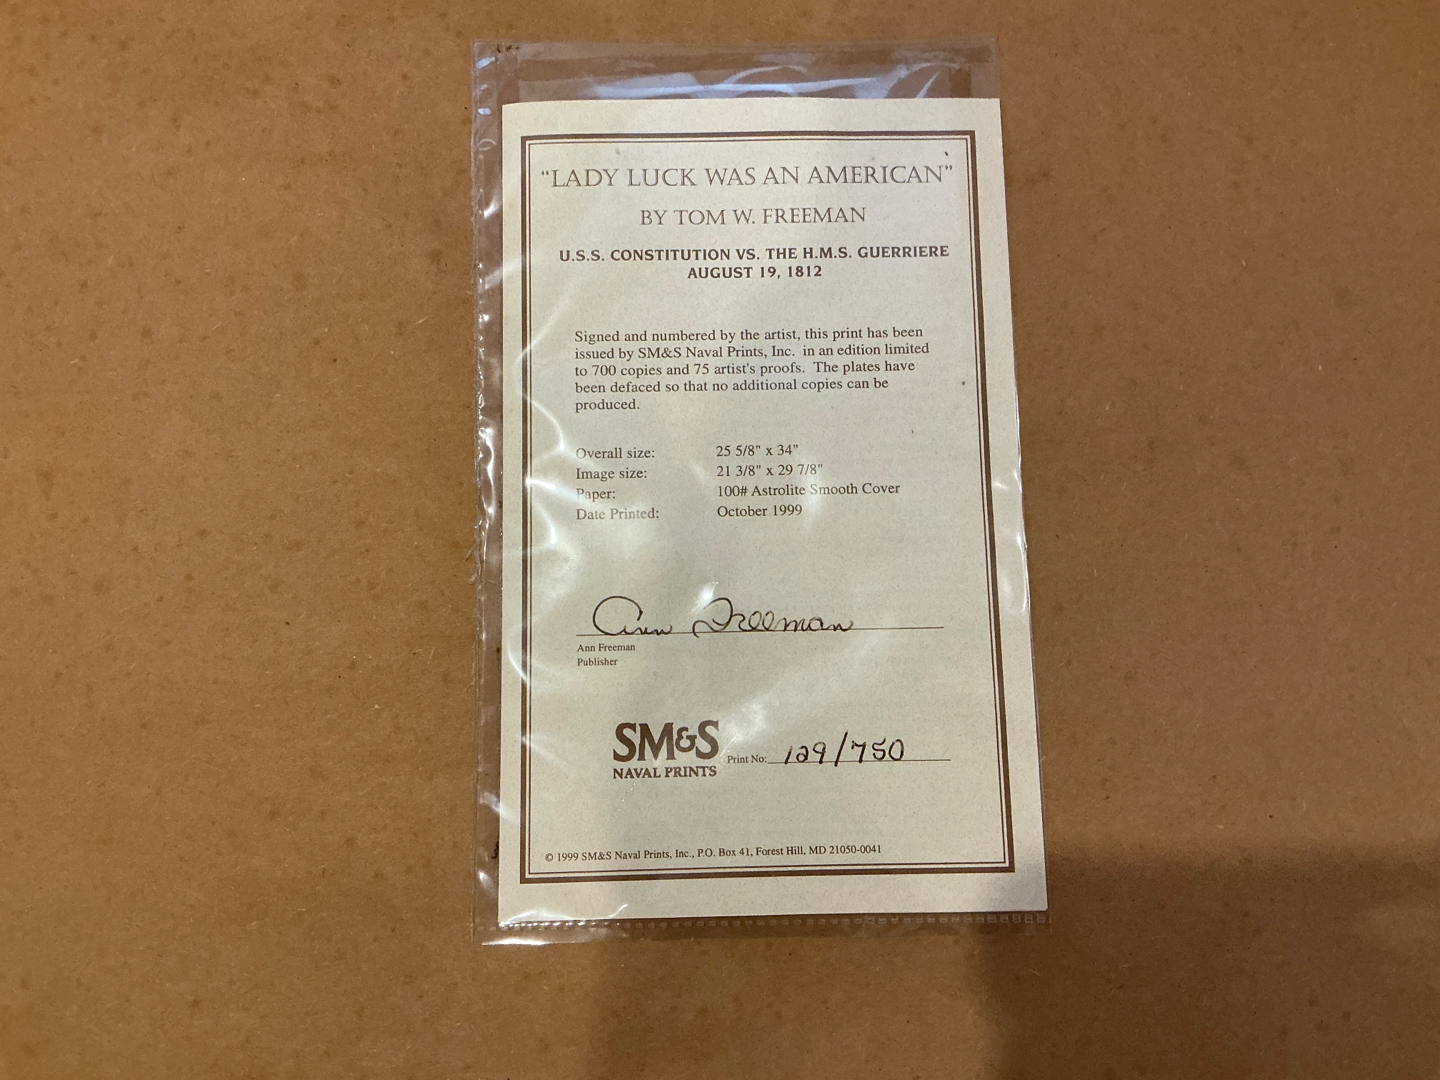 “LADY LUCK WAS AN AMERICAN”
BY TOM W. FREEMAN
U.S.S. CONSTITUTION VS. THE H.M.S. GUERRIERE
AUGUST 19, 1812
Signed and numbered by the artist, this print has been
issued by SM&S Naval Prints, Inc. in an edition limited
to 700 copies and 75 artist's proofs. The plates have
been defaced so that no additional copies can be
produced.
Overall size: 25 5/8" x 34"
Image size: 21 3/8" x 29 7/8"
Paper: 100# Astrolite Smooth Cover
Date Printed: October 1999
Ann Freeman
Ann Freeman
Publisher
SM&S
NAVAL PRINTS
Print No: 129/750
© 1999 SM&S Naval Prints, Inc., P.O. Box 41, Forest Hill, MD 21050-0041